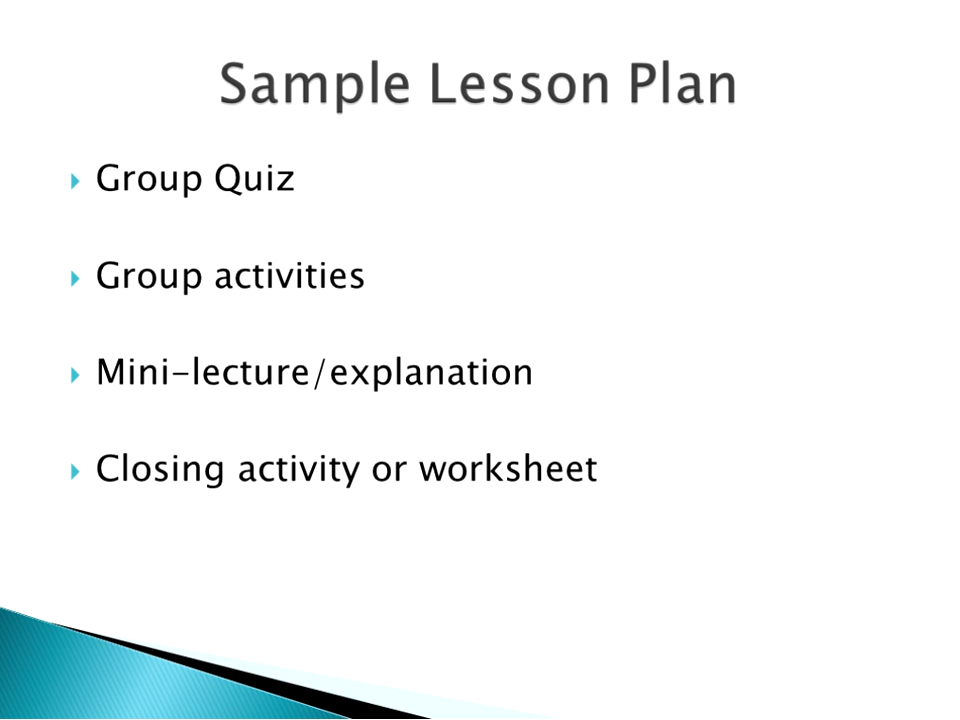 Sample Lesson Plan
Group Quiz
Group activities
Mini-lecture/explanation
Closing activity or worksheet